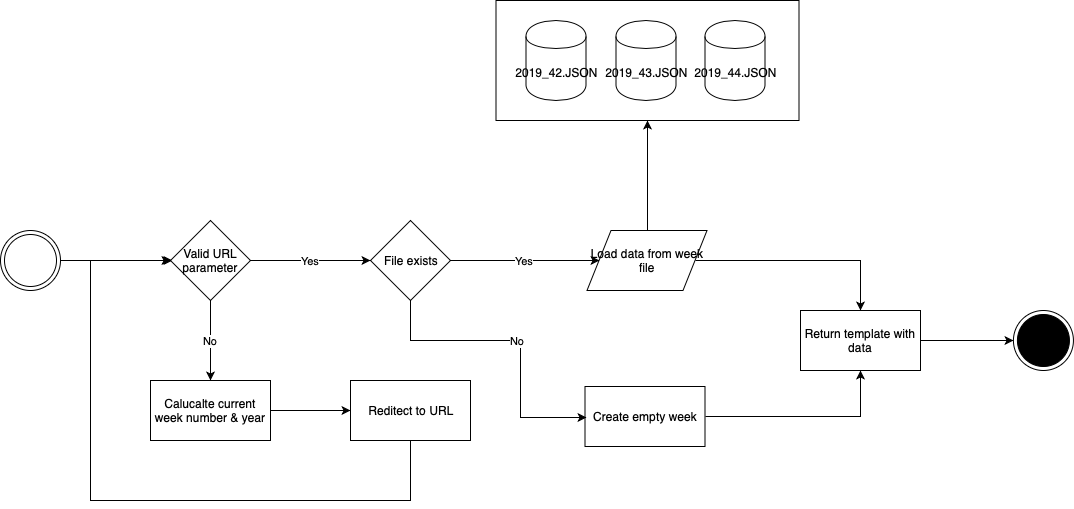 2019_42.JSON 2019_43.JSON 2019_44.JSON
Valid URL
parameter
Yes
File exists
Yes
Load data from week
file
No
No
Return template with
data
Calucalte current
week number & year
Reditect to URL
Create empty week